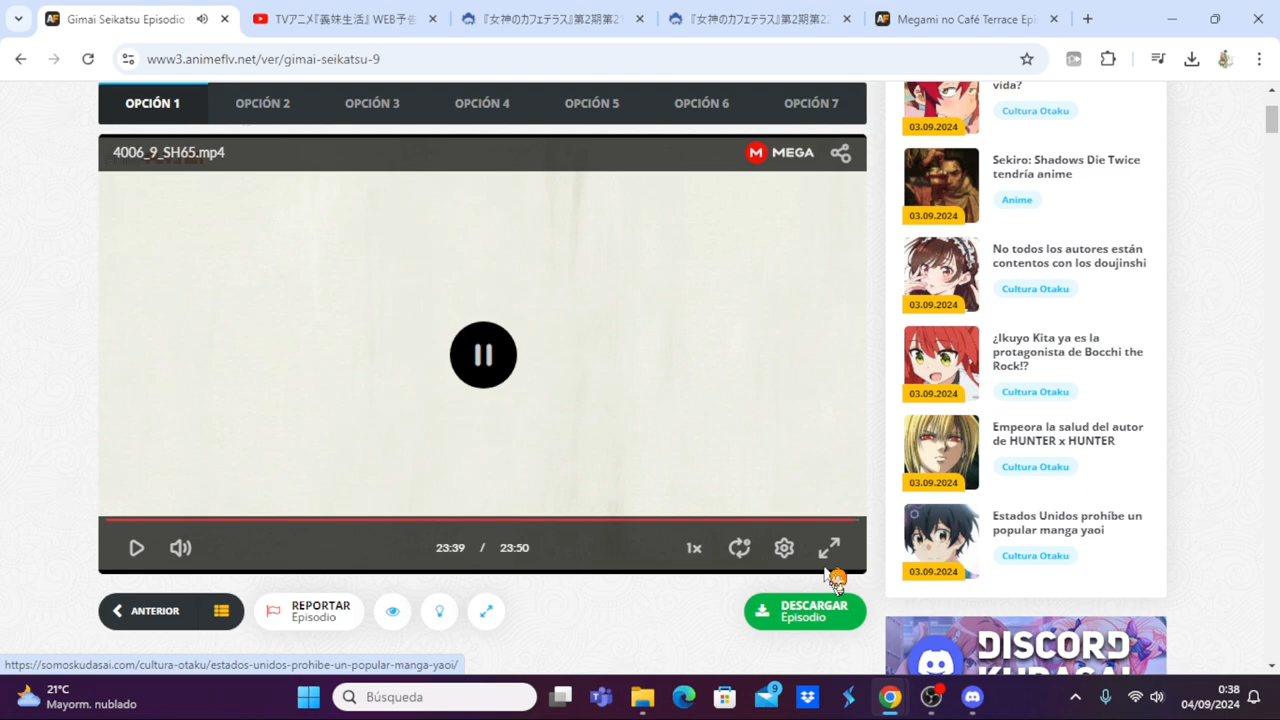 Gimai Seikatsu Episodio
TVアニメ『義妹生活』WEB予告
『女神のカフェテラス』第2期第21
『女神のカフェテラス』第2期第22
Megami no Café Terrace Epi
www3.animeflv.net/ver/gimai-seikatsu-9
OPCIÓN 1
OPCIÓN 2
OPCIÓN 3
OPCIÓN 4
OPCIÓN 5
OPCIÓN 6
OPCIÓN 7
4006_9_SH65.mp4
M MEGA
23:39 / 23:50
1x
ANTERIOR
REPORTAR
Episodio
DESCARGAR
Episodio
vida?
Cultura Otaku
03.09.2024
Sekiro: Shadows Die Twice
tendría anime
Anime
03.09.2024
No todos los autores están
contentos con los doujinshi
Cultura Otaku
03.09.2024
¿Ikuyo Kita ya es la
protagonista de Bocchi the
Rock!?
Cultura Otaku
03.09.2024
Empeora la salud del autor
de HUNTER x HUNTER
Cultura Otaku
03.09.2024
Estados Unidos prohíbe un
popular manga yaoi
Cultura Otaku
03.09.2024
DISCORD
https://somoskudasai.com/cultura-otaku/estados-unidos-prohibe-un-popular-manga-yaoi/
21°C
Mayorm. nublado
Búsqueda
9
0:38
04/09/2024